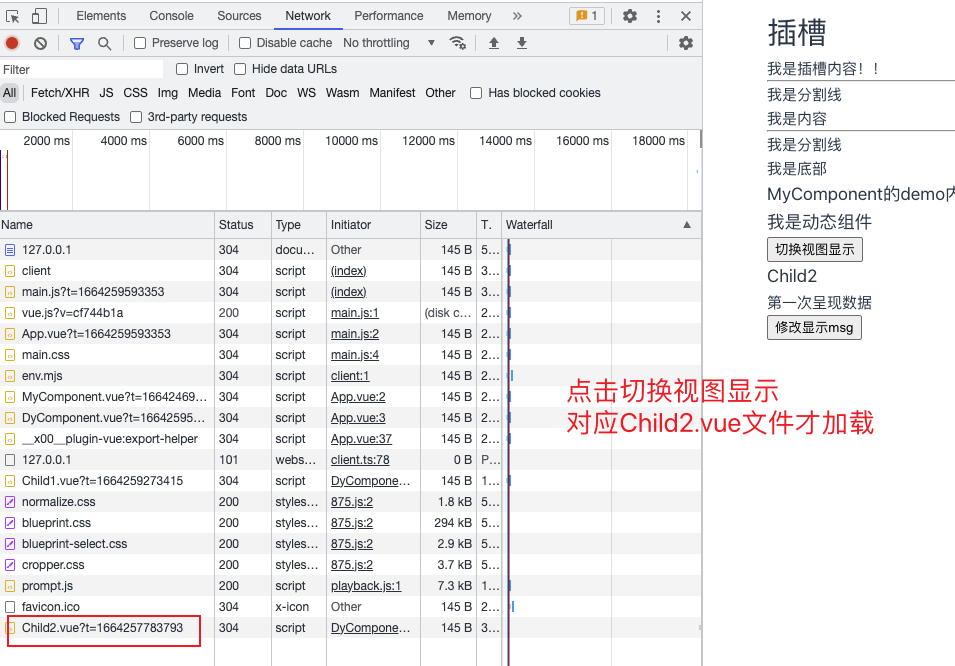 Elements Console Sources Network Performance Memory » 1
Preserve log Disable cache No throttling
Filter Invert Hide data URLs
All Fetch/XHR JS CSS Img Media Font Doc WS Wasm Manifest Other Has blocked cookies
Blocked Requests 3rd-party requests
2000 ms 4000 ms 6000 ms 8000 ms 10000 ms 12000 ms 14000 ms 16000 ms 18000 ms
Name Status Type Initiator Size T. Waterfall
127.0.0.1 304 docu... Other 145 B 5...
client 304 script (index) 145 B 3...
main.js?t=1664259593353 304 script (index) 145 B 3...
vue.js?v=cf744b1a 200 script main.js:1 (disk c... 2...
App.vue?t=1664259593353 304 script main.js:2 145 B 2...
main.css 304 script main.js:4 145 B 2...
env.mjs 304 script client:1 145 B 2...
MyComponent.vue?t=16642469... 304 script App.vue:2 145 B 2...
DyComponent.vue?t=16642595... 304 script App.vue:3 145 B 2...
__x00__plugin-vue:export-helper 304 script App.vue:37 145 B 2...
127.0.0.1 101 webs... client.ts:78 0 B P...
Child1.vue?t=1664259273415 304 script DyCompone... 145 B 1...
normalize.css 200 styles... 875.js:2 1.8 kB 5...
blueprint.css 200 styles... 875.js:2 294 kB 5...
blueprint-select.css 200 styles... 875.js:2 2.9 kB 5...
cropper.css 200 styles... 875.js:2 3.7 kB 5...
prompt.js 200 script playback.js:1 7.3 kB 1...
favicon.ico 304 x-icon Other 145 B 2...
Child2.vue?t=1664257783793 304 script DyCompone... 145 B 3...
插槽
我是插槽内容！！
我是分割线
我是内容
我是分割线
我是底部
MyComponent的demo内
我是动态组件
切换视图显示
Child2
第一次呈现数据
修改显示msg
点击切换视图显示
对应Child2.vue文件才加载